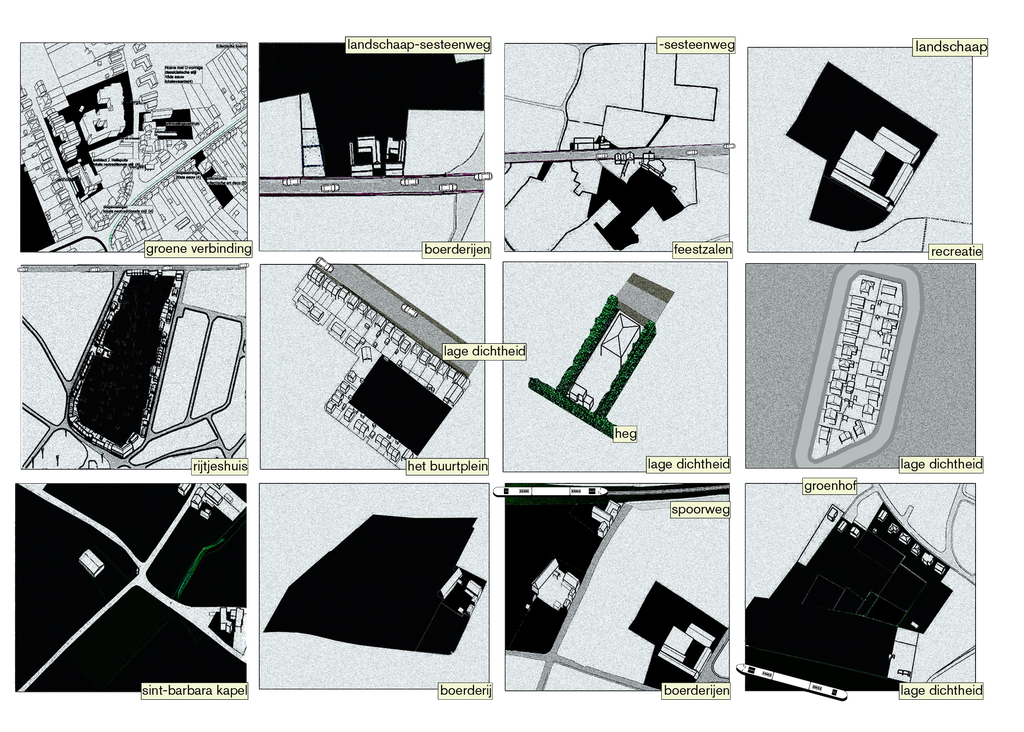 landschaap-sesteenweg
-sesteenweg
landschaap
groene verbinding
boerderijen
feestzalen
recreatie
lage dichtheid
heg
rijtjeshuis
het buurtplein
lage dichtheid
lage dichtheid
groenhof
spoorweg
sint-barbara kapel
boerderij
boerderijen
lage dichtheid